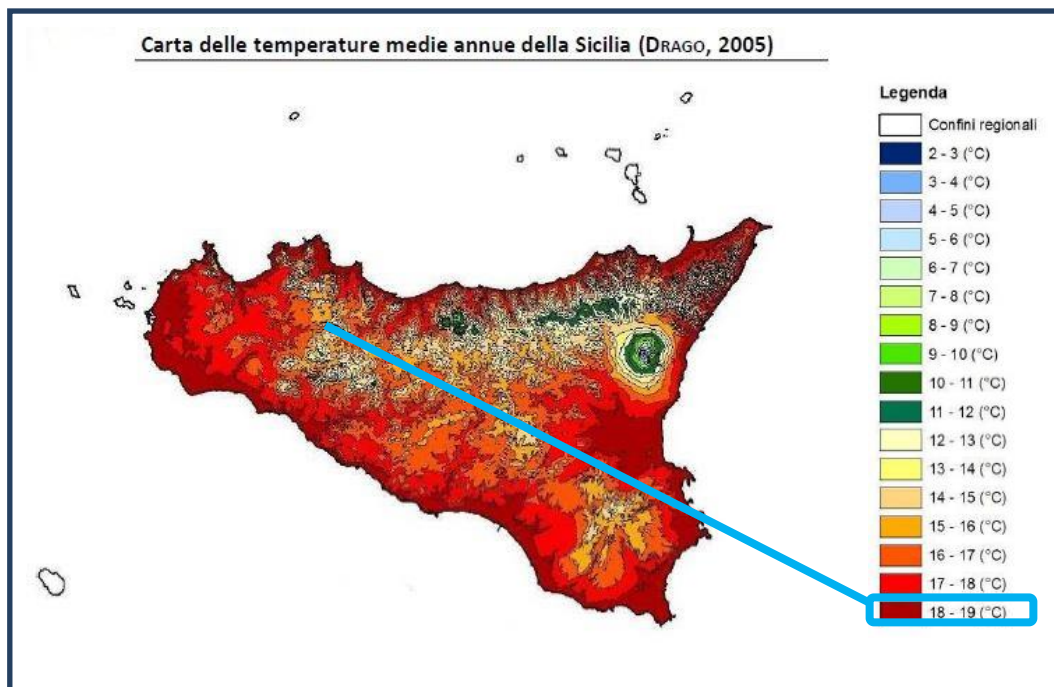 Carta delle temperature medie annue della Sicilia (DRAGO, 2005)
Legenda
Confini regionali
2 - 3 (°C)
3 - 4 (°C)
4 - 5 (°C)
5 - 6 (°C)
6 - 7 (°C)
7 - 8 (°C)
8 - 9 (°C)
9 - 10 (°C)
10 - 11 (°C)
11 - 12 (°C)
12 - 13 (°C)
13 - 14 (°C)
14 - 15 (°C)
15 - 16 (°C)
16 - 17 (°C)
17 - 18 (°C)
18 - 19 (°C)